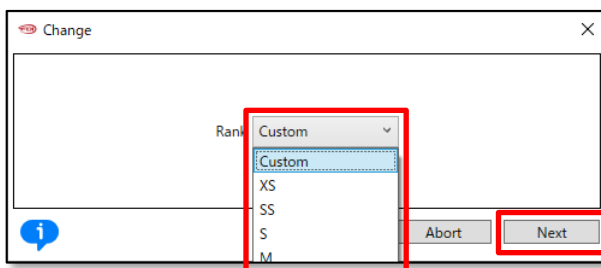 Change
Rank Custom
Custom
XS
SS
S
M
Abort Next